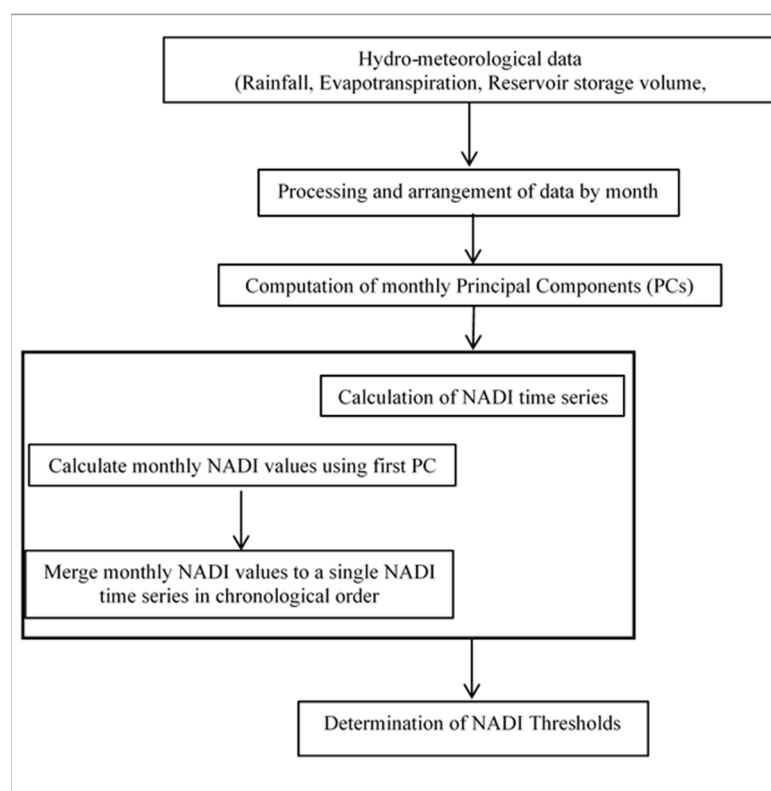 Hydro-meteorological data
(Rainfall, Evapotranspiration, Reservoir storage volume,
Processing and arrangement of data by month
Computation of monthly Principal Components (PCs)
Calculation of NADI time series
Calculate monthly NADI values using first PC
Merge monthly NADI values to a single NADI
time series in chronological order
Determination of NADI Thresholds